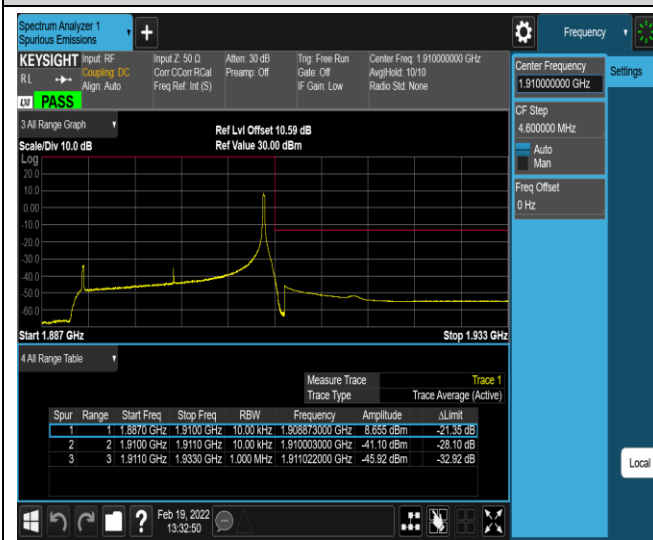 Spectrum Analyzer 1
Spurious Emissions
Frequency
KEYSIGHT
Input: RF
Coupling: DC
Align: Auto
Input Z: 50 Ω
Corr CCorr RCal
Freq Ref: Int (S)
Atten: 30 dB
Preamp: Off
Trig: Free Run
Gate: Off
IF Gain: Low
Center Freq: 1.910000000 GHz
Avg|Hold: 10/10
Radio Std: None
R L
LXI
PASS
Center Frequency
1.910000000 GHz
Settings
CF Step
4.600000 MHz
Auto
Man
Freq Offset
0 Hz
3 All Range Graph
Ref Lvl Offset 10.59 dB
Scale/Div 10.0 dB
Ref Value 30.00 dBm
Log
20.0
10.0
0.00
-10.0
-20.0
-30.0
-40.0
-50.0
-60.0
Start 1.887 GHz
Stop 1.933 GHz
4 All Range Table
Measure Trace Trace 1
Trace Type Trace Average (Active)
Spur Range Start Freq Stop Freq RBW Frequency Amplitude ΔLimit
1 1 1.8870 GHz 1.9100 GHz 10.00 kHz 1.908873000 GHz 8.655 dBm -21.35 dB
2 2 1.9100 GHz 1.9110 GHz 10.00 kHz 1.910003000 GHz -41.10 dBm -28.10 dB
3 3 1.9110 GHz 1.9330 GHz 1.000 MHz 1.911022000 GHz -45.92 dBm -32.92 dB
Local
Feb 19, 2022
13:32:50